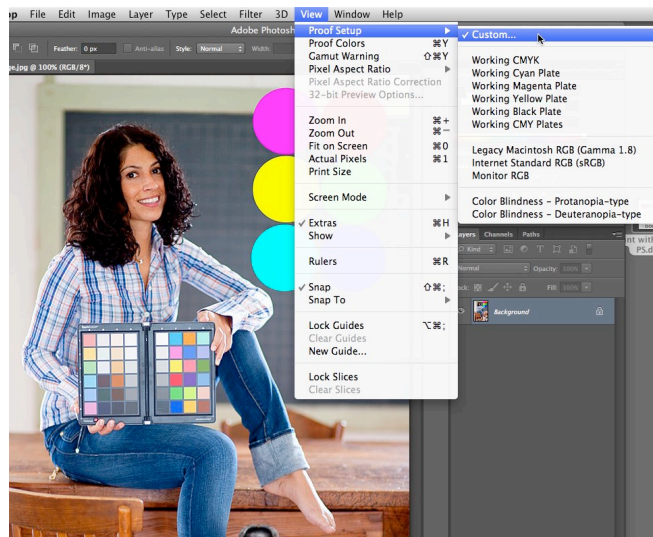 op File Edit Image Layer Type Select Filter 3D View Window Help
Adobe Photosh
Feather: 0 px Anti-alias Style: Normal Width:
ge.jpg @ 100% (RGB/8*)
Proof Setup
Proof Colors ⌘Y
Gamut Warning ⇧⌘Y
Pixel Aspect Ratio
Pixel Aspect Ratio Correction
32-bit Preview Options...
Zoom In ⌘+
Zoom Out ⌘−
Fit on Screen ⌘0
Actual Pixels ⌘1
Print Size
Screen Mode
✓ Extras ⌘H
Show
Rulers ⌘R
✓ Snap ⇧⌘;
Snap To
Lock Guides ⌥⌘;
Clear Guides
New Guide...
Lock Slices
Clear Slices
✓ Custom...
Working CMYK
Working Cyan Plate
Working Magenta Plate
Working Yellow Plate
Working Black Plate
Working CMY Plates
Legacy Macintosh RGB (Gamma 1.8)
Internet Standard RGB (sRGB)
Monitor RGB
Color Blindness - Protanopia-type
Color Blindness - Deuteranopia-type
ayers Channels Paths
Kind
Normal Opacity: 100%
ock: Fill: 100%
Background
nt with
PS.d